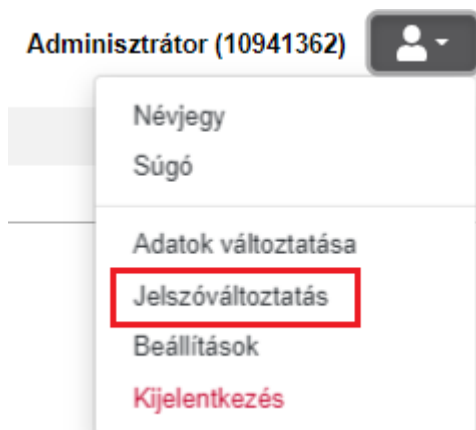 Adminisztrátor (10941362)
Névjegy
Súgó
Adatok változtatása
Jelszóváltoztatás
Beállítások
Kijelentkezés